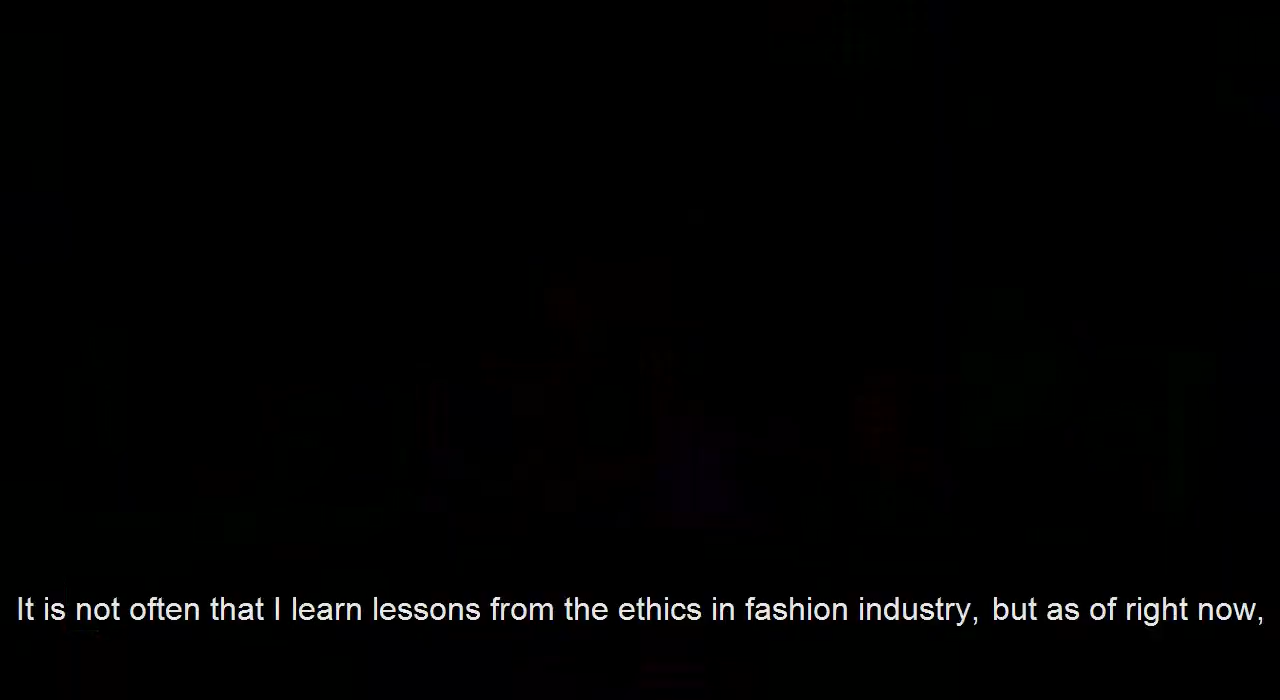 It is not often that I learn lessons from the ethics in fashion industry, but as of right now,